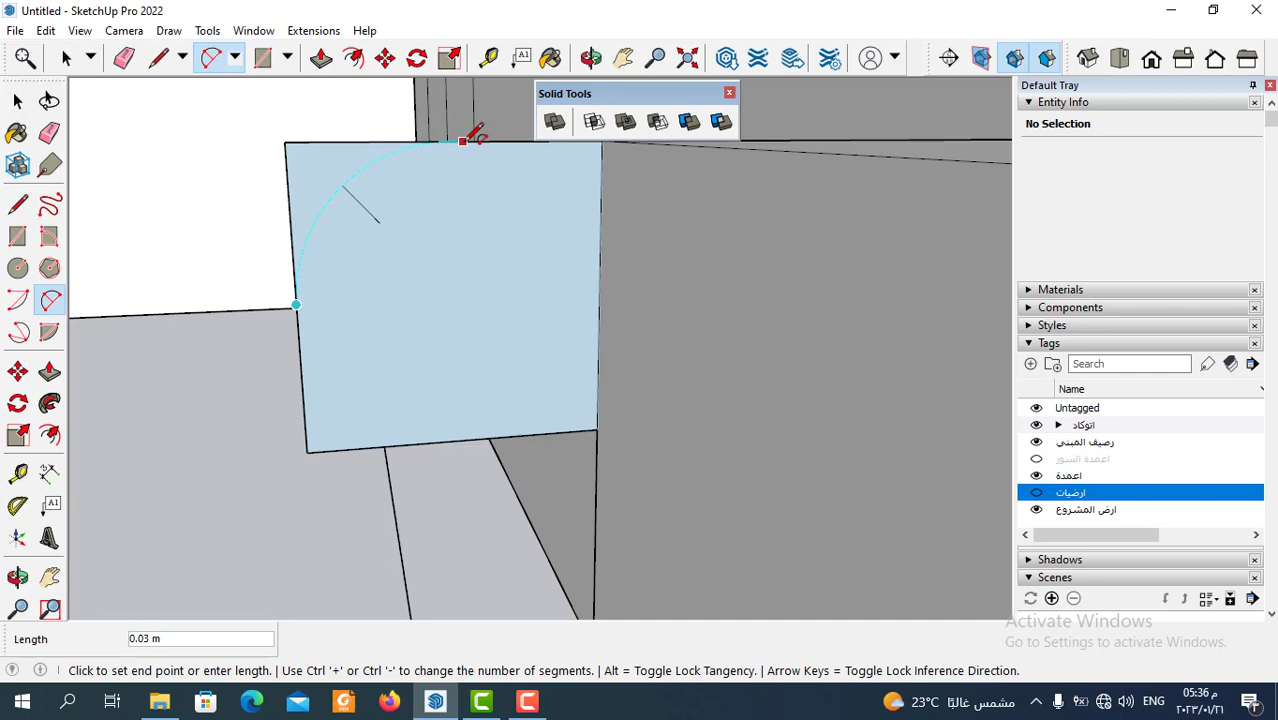 Untitled - SketchUp Pro 2022
File Edit View Camera Draw Tools Window Extensions Help
Solid Tools
Default Tray
Entity Info
No Selection
Materials
Components
Styles
Tags
Search
Name
Untagged
اتوكاد
رصيف المبنى
اعمدة السور
اعمدة
ارضيات
ارض المشروع
Shadows
Scenes
Activate Windows
Go to Settings to activate Windows.
Length 0.03 m
Click to set end point or enter length. | Use Ctrl '+' or Ctrl '-' to change the number of segments. | Alt = Toggle Lock Tangency. | Arrow Keys = Toggle Lock Inference Direction.
23°C مشمس غالبًا
ENG
05:36 م
٢٠٢٣/٠١/٢١